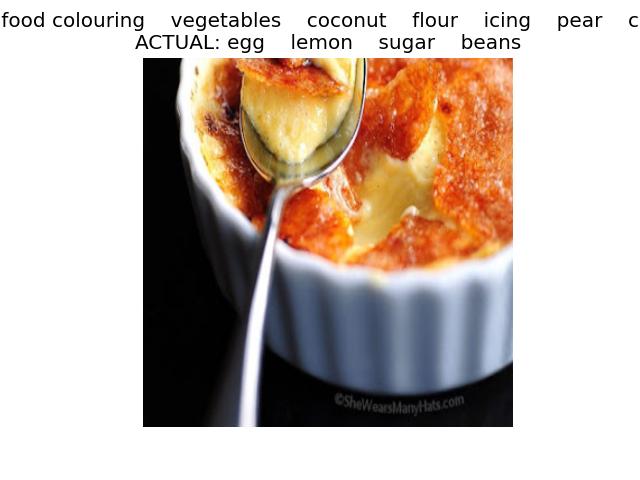 food colouring vegetables coconut flour icing pear c
ACTUAL: egg lemon sugar beans
©SheWearsManyHats.com